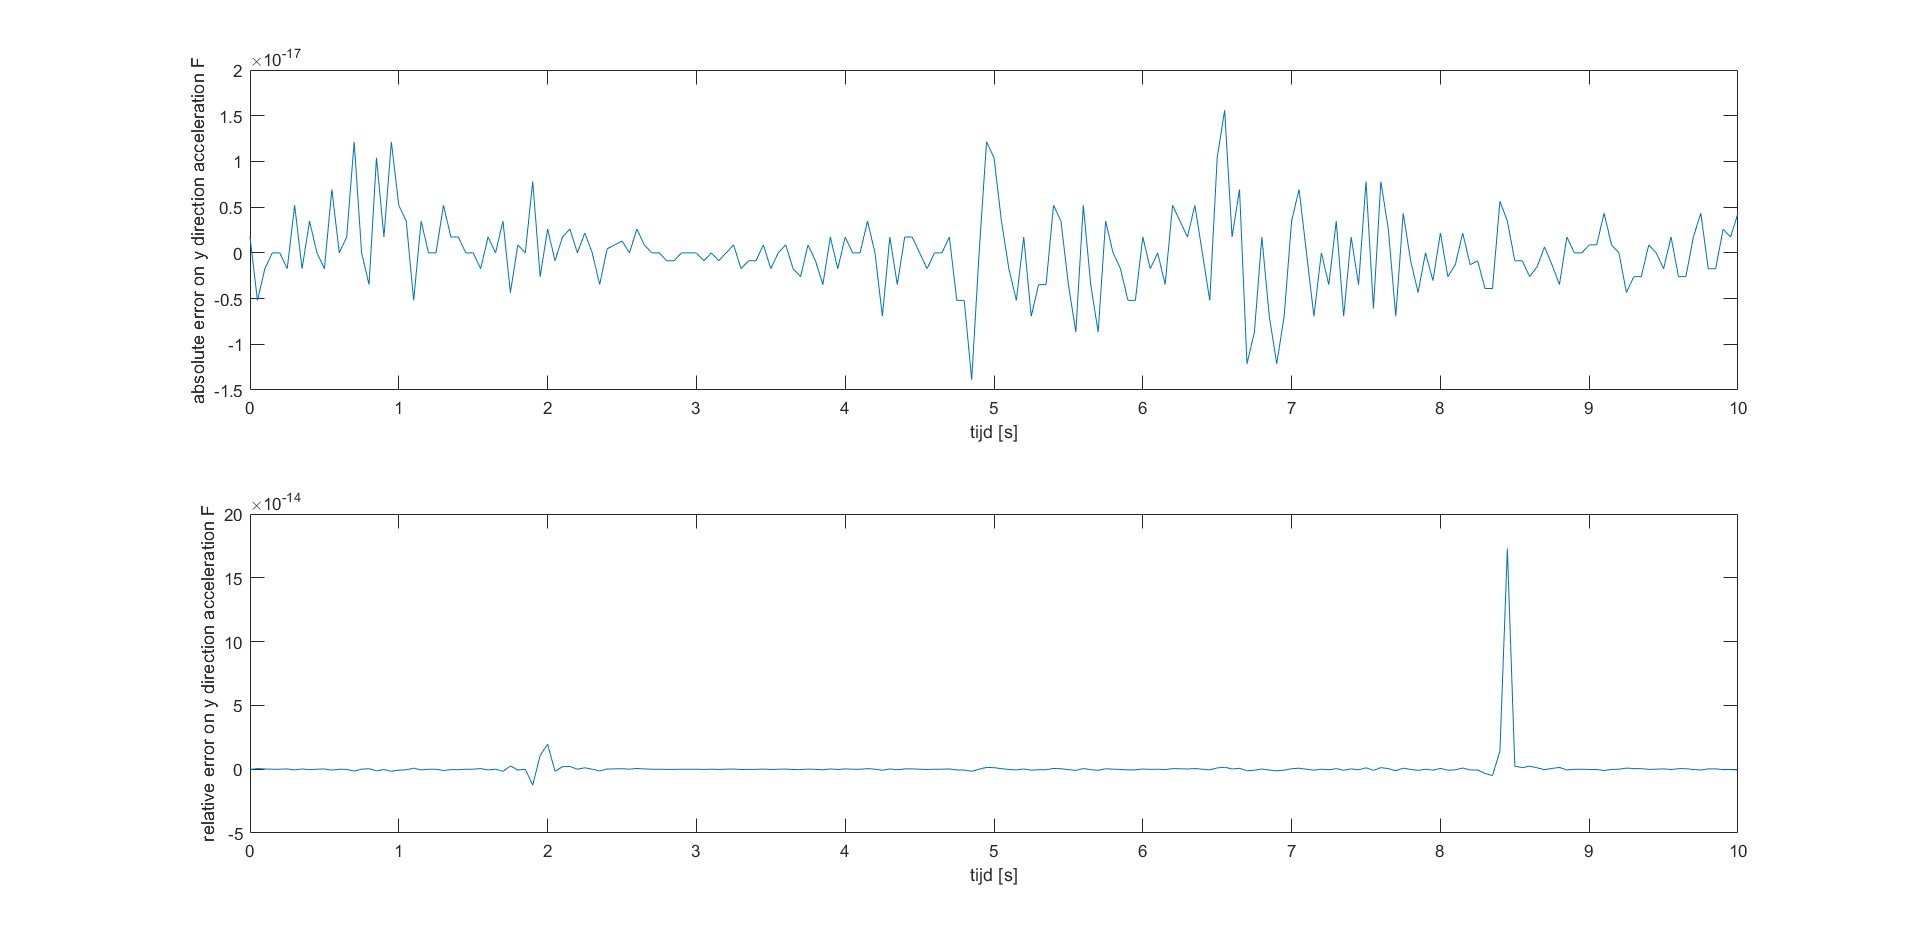 ×10-17
absolute error on y direction acceleration F
2
1.5
1
0.5
0
-0.5
-1
-1.5
0 1 2 3 4 5 6 7 8 9 10
tijd [s]
×10-14
relative error on y direction acceleration F
20
15
10
5
0
-5
0 1 2 3 4 5 6 7 8 9 10
tijd [s]